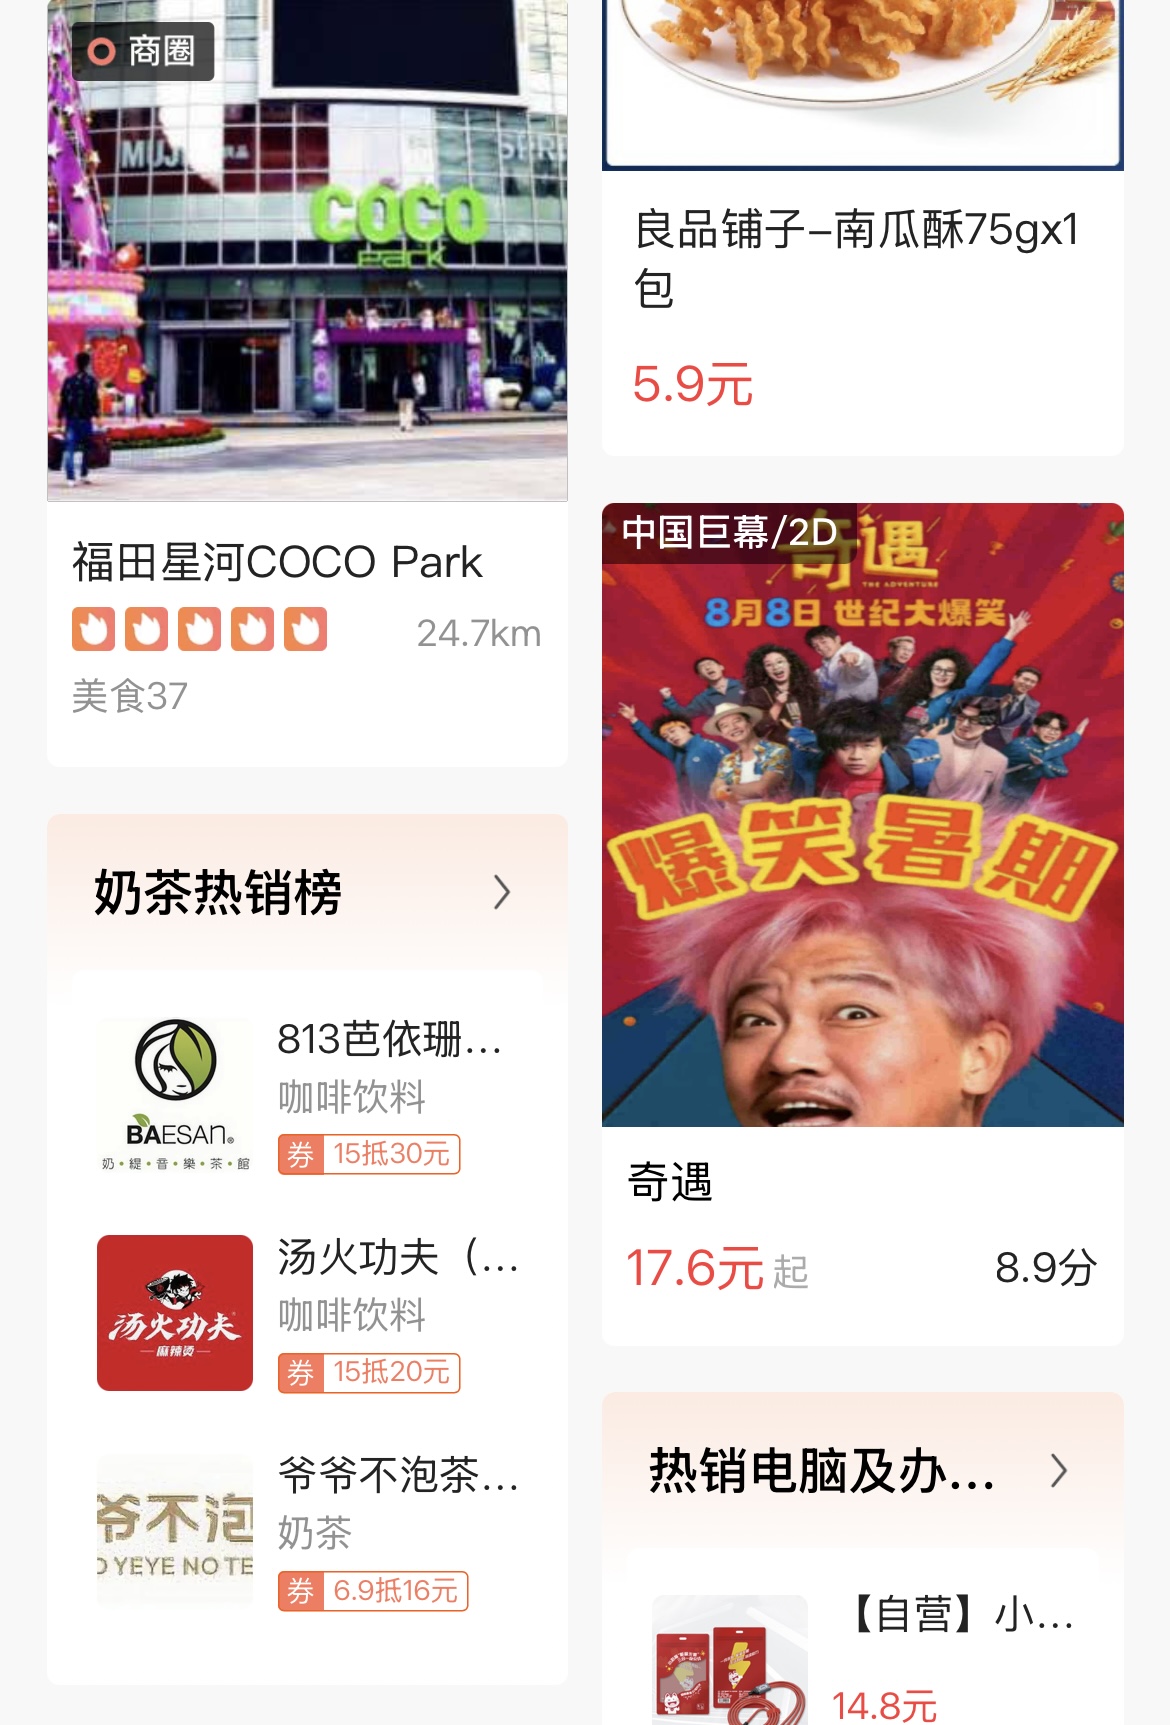 商圈
MUJI
COCO
park
福田星河COCO Park
24.7km
美食37
奶茶热销榜
813芭依珊...
咖啡饮料
券 15抵30元
BAESAN
奶·緹·音·樂·茶·館
汤火功夫（...
咖啡饮料
券 15抵20元
汤火功夫
麻辣烫
爷爷不泡茶...
奶茶
券 6.9抵16元
爷不泡
YEYE NO TE
良品铺子–南瓜酥75gx1
包
5.9元
中国巨幕/2D
奇遇
THE ADVENTURE
8月8日 世纪大爆笑
爆笑暑期
奇遇
17.6元 起
8.9分
热销电脑及办...
【自营】小...
14.8元